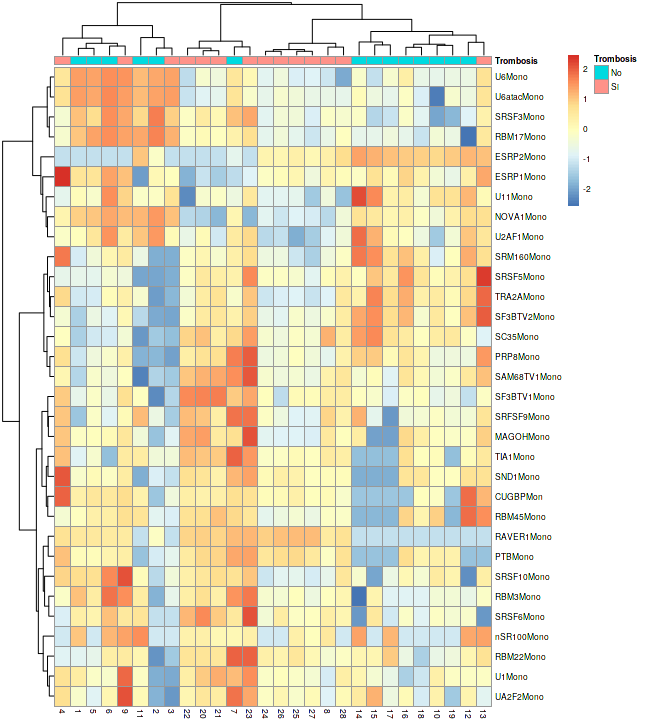 Trombosis
U6Mono
U6atacMono
SRSF3Mono
RBM17Mono
ESRP2Mono
ESRP1Mono
U11Mono
NOVA1Mono
U2AF1Mono
SRM160Mono
SRSF5Mono
TRA2AMono
SF3BTV2Mono
SC35Mono
PRP8Mono
SAM68TV1Mono
SF3BTV1Mono
SRFSF9Mono
MAGOHMono
TIA1Mono
SND1Mono
CUGBPMon
RBM45Mono
RAVER1Mono
PTBMono
SRSF10Mono
RBM3Mono
SRSF6Mono
nSR100Mono
RBM22Mono
U1Mono
UA2F2Mono
4 1 5 6 9 11 2 3 22 20 21 7 23 24 26 25 27 8 28 14 15 17 16 18 10 19 12 13
2
1
0
-1
-2
Trombosis
No
SI